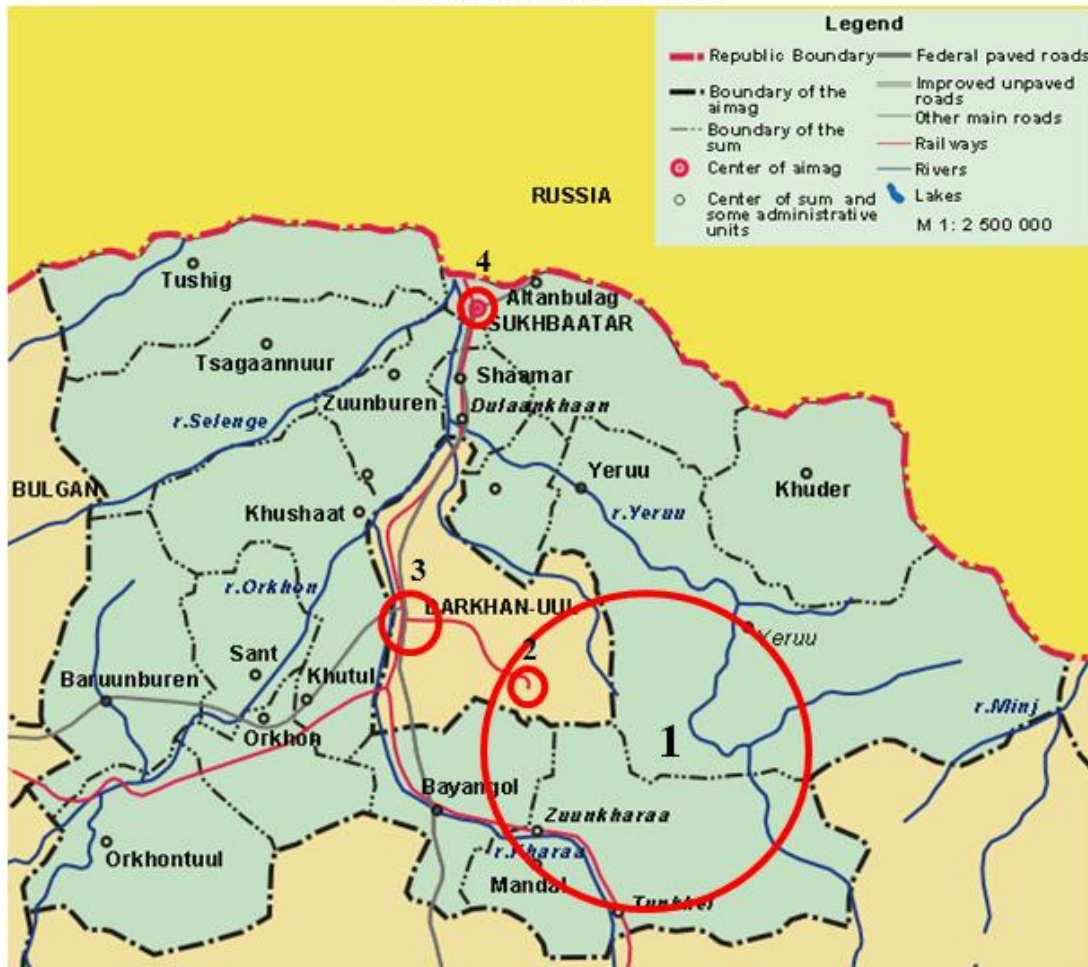 Legend
Republic Boundary
Boundary of the
aimag
Boundary of the
sum
Center of aimag
Center of sum and
some administrative
units
Federal paved roads
Improved unpaved
roads
Other main roads
Railways
Rivers
Lakes
M 1: 2 500 000
RUSSIA
4
Tushig
Altanbulag
SUKHBAATAR
Tsagaannuur
Shaamar
Zuunburen
Dulaankhaan
r.Selenge
BULGAN
Yeruu
Khuder
Khushaat
r.Yeruu
r.Orkhon
3
DARKHAN-UUL
Yeruu
Sant
2
Baruunburen
Khutul
r.Minj
Orkhon
1
Bayangol
Zuunkharaa
Orkhontuul
r.Kharaa
Mandal
Tunkhel